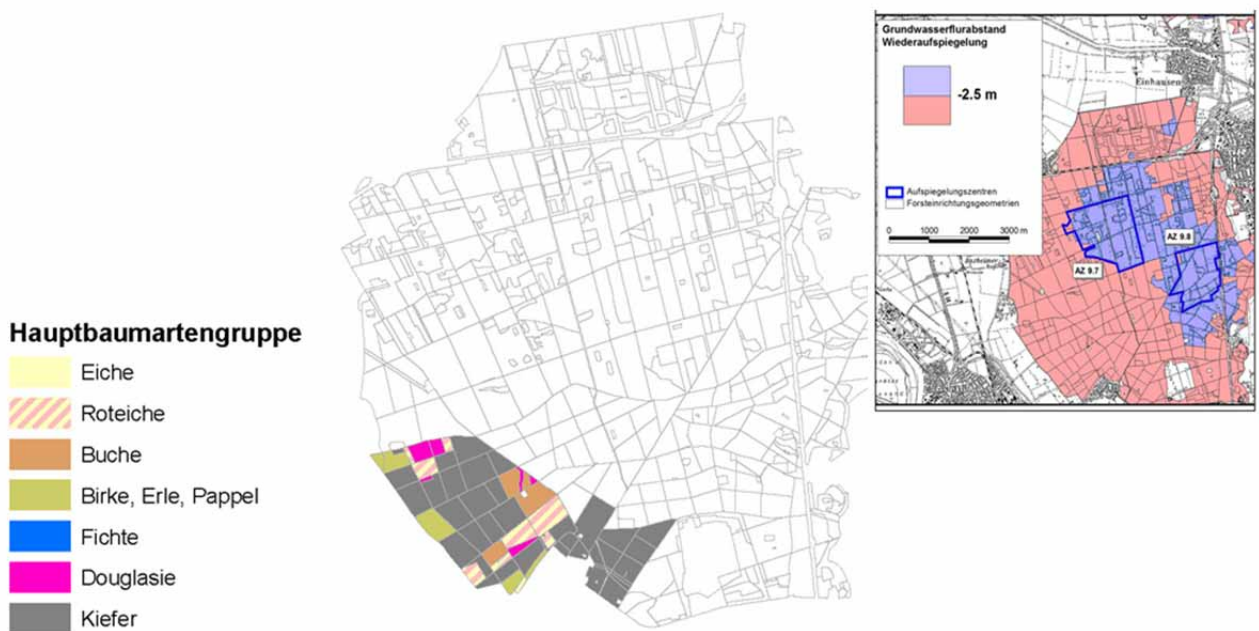 Hauptbaumartengruppe
Eiche
Roteiche
Buche
Birke, Erle, Pappel
Fichte
Douglasie
Kiefer
Grundwasserflurabstand
Wiederaufspiegelung
-2.5 m
Aufspiegelungszentren
Forsteinrichtungsgeometrien
0 1000 2000 3000 m
Einhausen
AZ 9.8
AZ 9.7